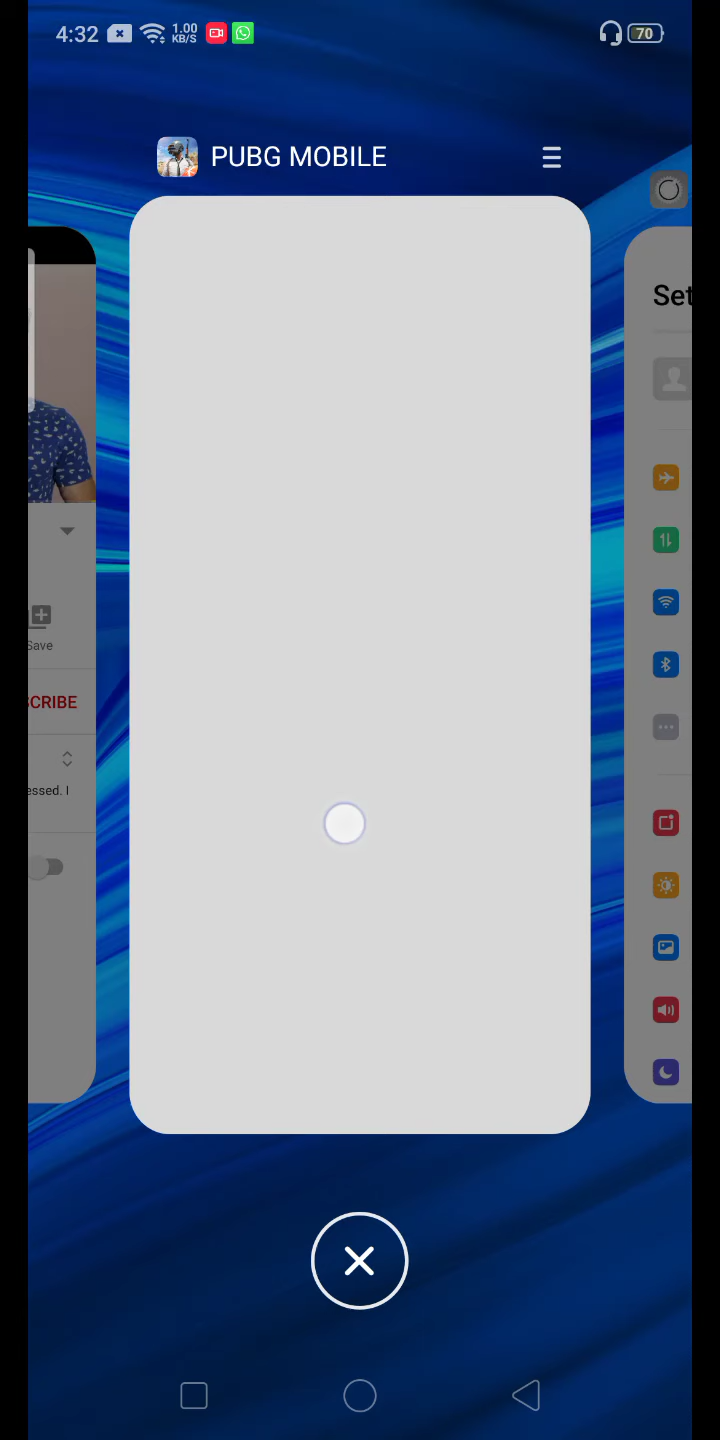 4:32
1.00
KB/S
70
PUBG MOBILE
Set
Save
CRIBE
essed. I